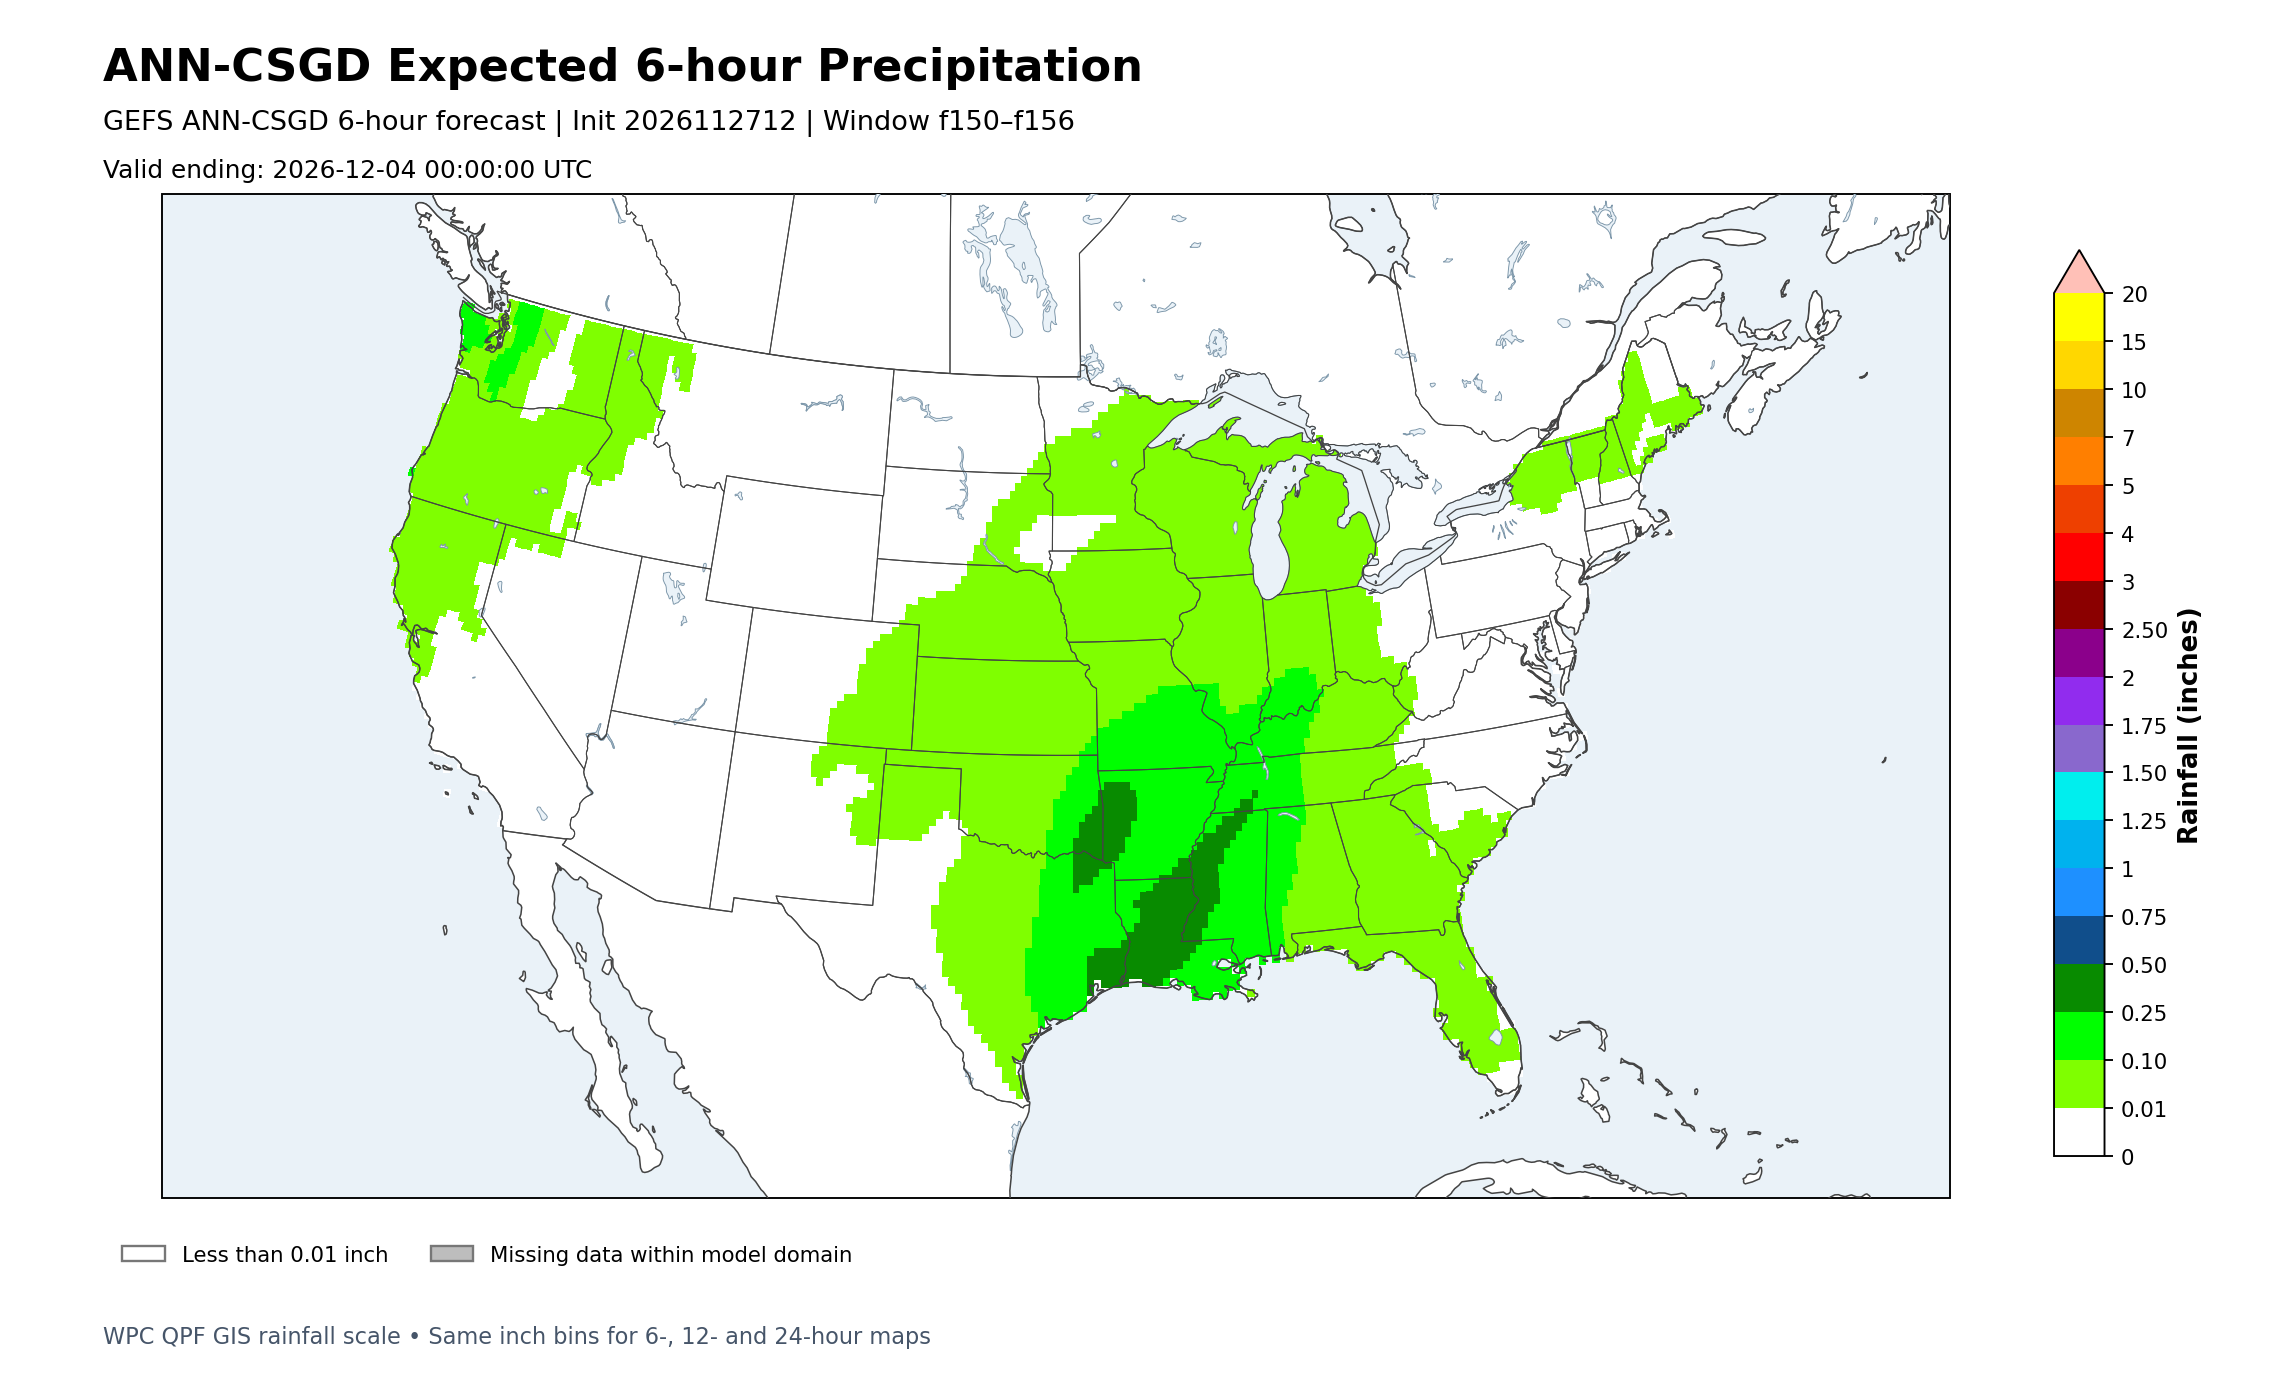 ANN-CSGD Expected 6-hour Precipitation
GEFS ANN-CSGD 6-hour forecast | Init 2026112712 | Window f150–f156
Valid ending: 2026-12-04 00:00:00 UTC
20
15
10
7
5
4
3
2.50
2
1.75
1.50
1.25
1
0.75
0.50
0.25
0.10
0.01
0
Rainfall (inches)
Less than 0.01 inch
Missing data within model domain
WPC QPF GIS rainfall scale • Same inch bins for 6-, 12- and 24-hour maps